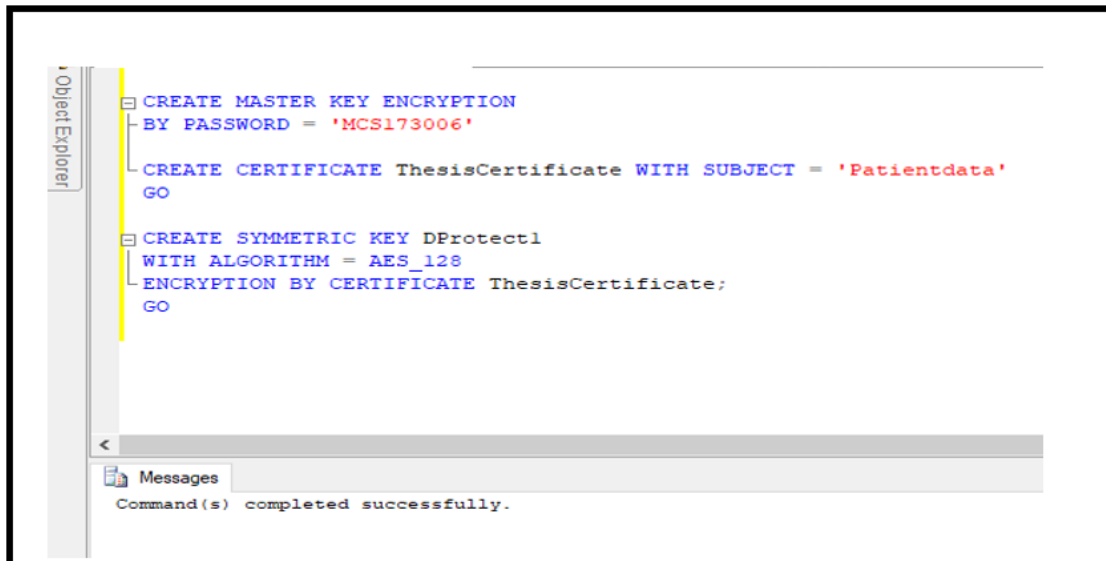 Object Explorer
CREATE MASTER KEY ENCRYPTION
BY PASSWORD = 'MCS173006'
CREATE CERTIFICATE ThesisCertificate WITH SUBJECT = 'Patientdata'
GO
CREATE SYMMETRIC KEY DProtect1
WITH ALGORITHM = AES_128
ENCRYPTION BY CERTIFICATE ThesisCertificate;
GO
Messages
Command(s) completed successfully.